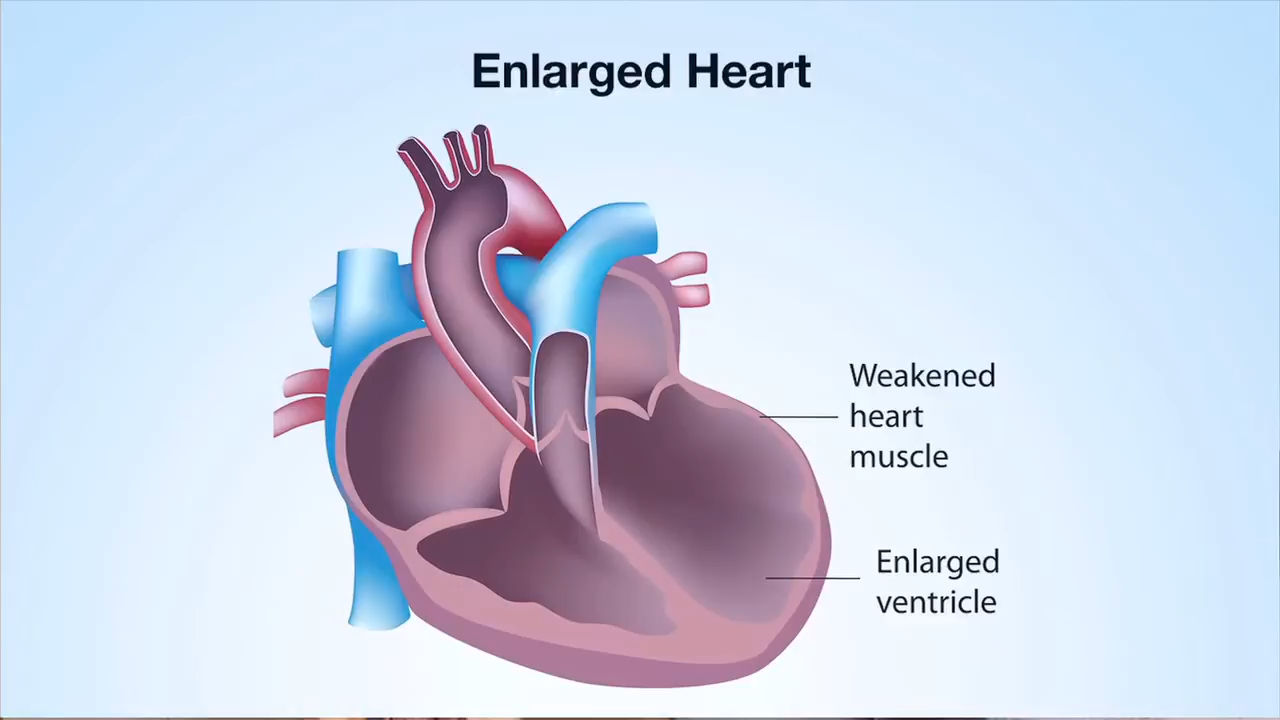 Enlarged Heart
Weakened
heart
muscle
Enlarged
ventricle